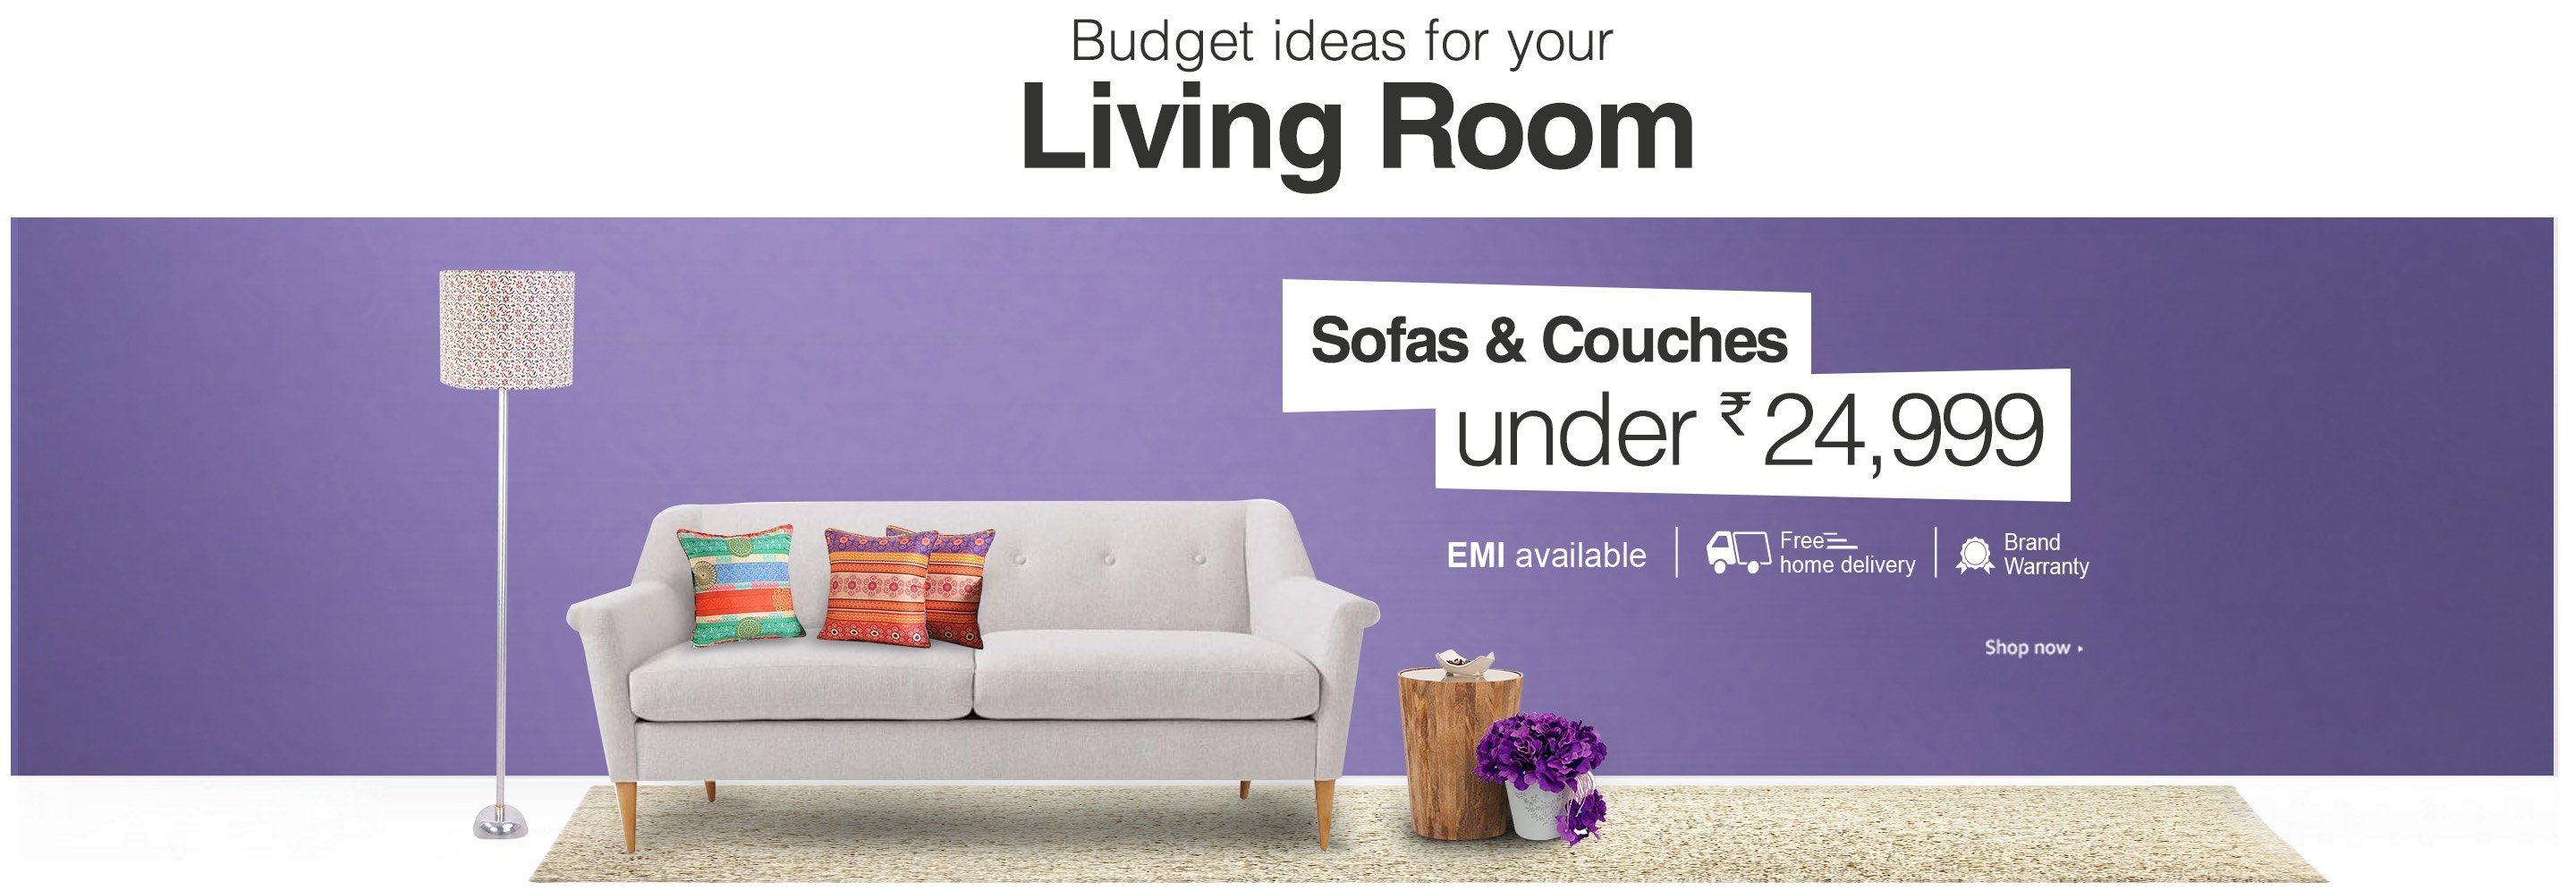 Budget ideas for your
Living Room
Sofas & Couches
under ₹24,999
EMI available
Free
home delivery
Brand
Warranty
Shop now